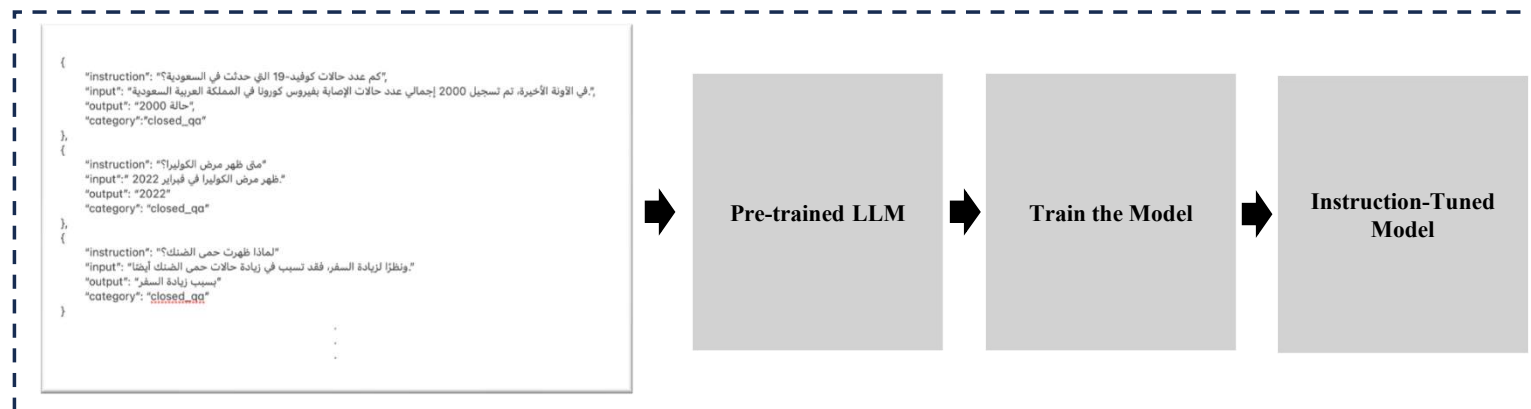 {
"instruction": "كم عدد حالات كوفيد-19 التي حدثت في السعودية؟",
"input": "في الآونة الأخيرة، تم تسجيل 2000 إجمالي عدد حالات الإصابة بفيروس كورونا في المملكة العربية السعودية.",
"output": "2000 حالة",
"category":"closed_qa"
},
{
"instruction": "متى ظهر مرض الكوليرا؟"
"input": "ظهر مرض الكوليرا في فبراير 2022."
"output": "2022"
"category": "closed_qa"
},
{
"instruction": "لماذا ظهرت حمى الضنك؟"
"input": "ونظرًا لزيادة السفر، فقد تسبب في زيادة حالات حمى الضنك أيضًا."
"output": "بسبب زيادة السفر"
"category": "closed_qa"
}
.
.
.
Pre-trained LLM
Train the Model
Instruction-Tuned
Model